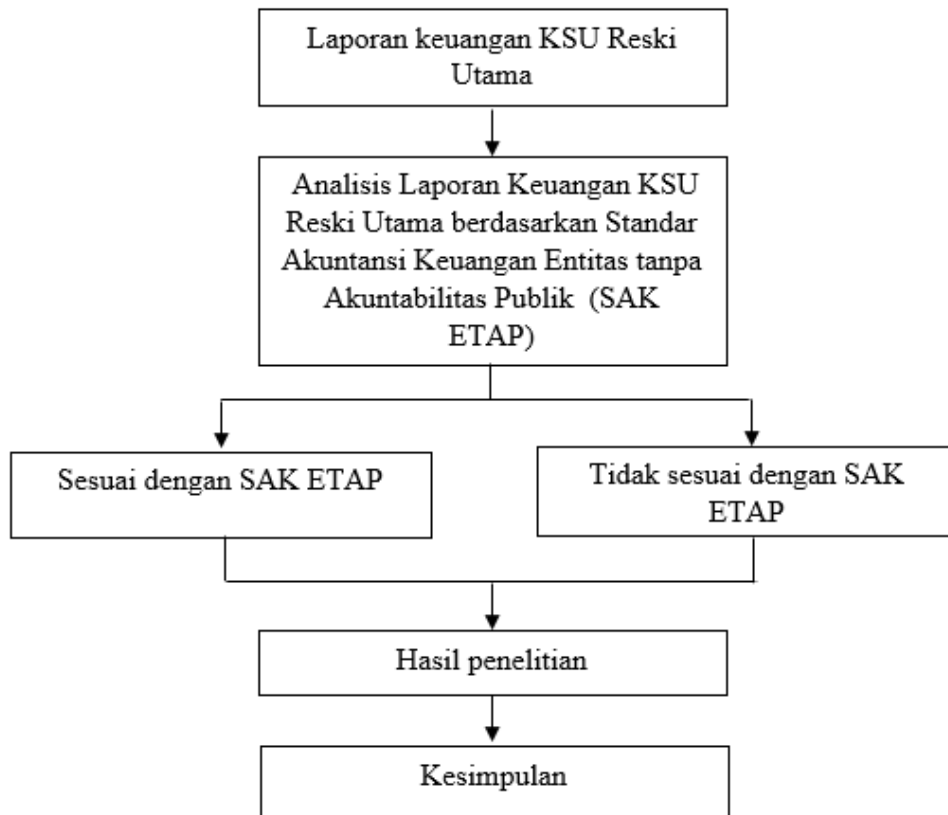 Laporan keuangan KSU Reski
Utama
Analisis Laporan Keuangan KSU
Reski Utama berdasarkan Standar
Akuntansi Keuangan Entitas tanpa
Akuntabilitas Publik (SAK
ETAP)
Sesuai dengan SAK ETAP
Tidak sesuai dengan SAK
ETAP
Hasil penelitian
Kesimpulan